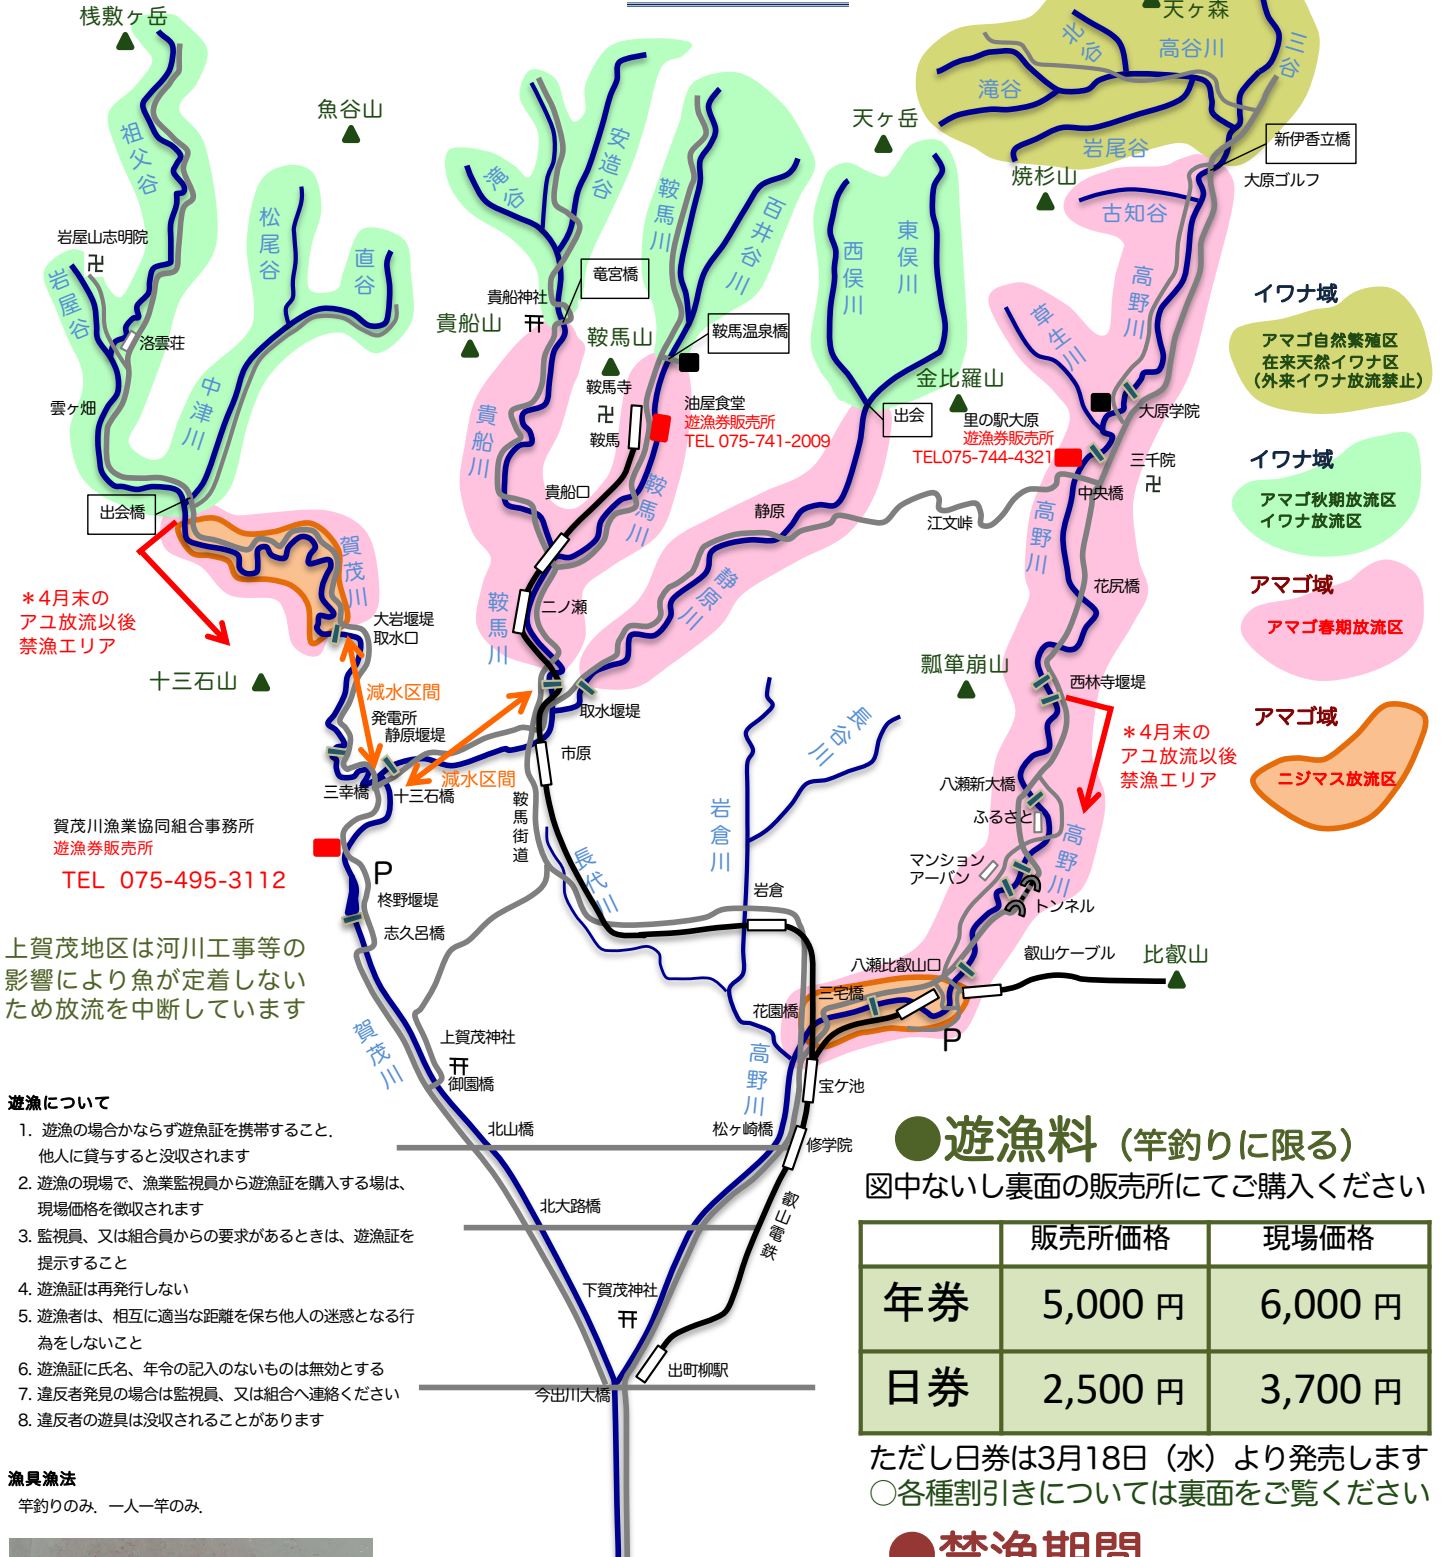 桟敷ヶ岳
魚谷山
祖父谷
松尾谷
直谷
岩屋山志明院
卍
岩屋谷
洛雲荘
雲ヶ畑
中津川
出会橋
賀茂川
*4月末の
アユ放流以後
禁漁エリア
大岩堰堤
取水口
十三石山
減水区間
発電所
静原堰堤
三幸橋
十三石橋
減水区間
賀茂川漁業協同組合事務所
遊漁券販売所
TEL 075-495-3112
P
柊野堰堤
志久呂橋
上賀茂地区は河川工事等の
影響により魚が定着しない
ため放流を中断しています
賀茂川
上賀茂神社
御園橋
北山橋
北大路橋
下賀茂神社
今出川大橋
出町柳駅
滝谷
安造谷
鞍馬川
百井谷川
竜宮橋
貴船神社
貴船山
鞍馬山
鞍馬温泉橋
鞍馬寺
卍
鞍馬
油屋食堂
遊漁券販売所
TEL 075-741-2009
貴船川
貴船口
鞍馬川
鞍馬川
二ノ瀬
静原
静原川
取水堰堤
市原
鞍馬街道
長代川
岩倉川
長谷川
岩倉
花園橋
高野川
松ヶ崎橋
宝ケ池
修学院
叡山電鉄
天ヶ岳
西俣川
東俣川
金比羅山
出会
里の駅大原
遊漁券販売所
TEL075-744-4321
江文峠
天ヶ森
北谷
高谷川
三谷
滝谷
岩尾谷
新伊香立橋
大原ゴルフ
焼杉山
古知谷
高野川
草生川
大原学院
三千院
卍
中央橋
高野川
花尻橋
瓢箪崩山
西林寺堰堤
*4月末の
アユ放流以後
禁漁エリア
八瀬新大橋
ふるさと
高野川
マンション
アーバン
トンネル
叡山ケーブル
比叡山
八瀬比叡山口
三宅橋
P
イワナ域
アマゴ自然繁殖区
在来天然イワナ区
(外来イワナ放流禁止)
イワナ域
アマゴ秋期放流区
イワナ放流区
アマゴ域
アマゴ春期放流区
アマゴ域
ニジマス放流区
遊漁について
1. 遊漁の場合かならず遊魚証を携帯すること.
他人に貸与すると没収されます
2. 遊漁の現場で、漁業監視員から遊漁証を購入する場は、
現場価格を徴収されます
3. 監視員、又は組合員からの要求があるときは、遊漁証を
提示すること
4. 遊漁証は再発行しない
5. 遊漁者は、相互に適当な距離を保ち他人の迷惑となる行
為をしないこと
6. 遊漁証に氏名、年令の記入のないものは無効とする
7. 違反者発見の場合は監視員、又は組合へ連絡ください
8. 違反者の遊具は没収されることがあります
漁具漁法
竿釣りのみ. 一人一竿のみ.
●遊漁料(竿釣りに限る)
図中ないし裏面の販売所にてご購入ください
販売所価格 現場価格
年券 5,000 円 6,000 円
日券 2,500 円 3,700 円
ただし日券は3月18日(水)より発売します
○各種割引きについては裏面をご覧ください
●禁漁期間